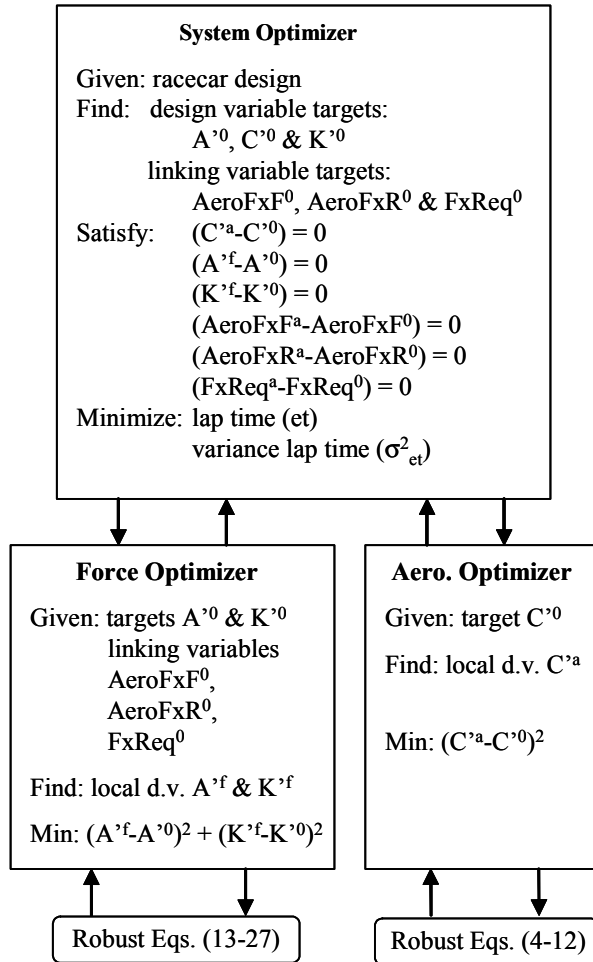 System Optimizer
Given: racecar design
Find: design variable targets:
A’⁰, C’⁰ & K’⁰
linking variable targets:
AeroFxF⁰, AeroFxR⁰ & FxReq⁰
Satisfy: (C’ᵃ-C’⁰) = 0
(A’ᶠ-A’⁰) = 0
(K’ᶠ-K’⁰) = 0
(AeroFxFᵃ-AeroFxF⁰) = 0
(AeroFxRᵃ-AeroFxR⁰) = 0
(FxReqᵃ-FxReq⁰) = 0
Minimize: lap time (et)
variance lap time (σ²et)
Force Optimizer
Given: targets A’⁰ & K’⁰
linking variables
AeroFxF⁰,
AeroFxR⁰,
FxReq⁰
Find: local d.v. A’ᶠ & K’ᶠ
Min: (A’ᶠ-A’⁰)² + (K’ᶠ-K’⁰)²
Robust Eqs. (13-27)
Aero. Optimizer
Given: target C’⁰
Find: local d.v. C’ᵃ
Min: (C’ᵃ-C’⁰)²
Robust Eqs. (4-12)